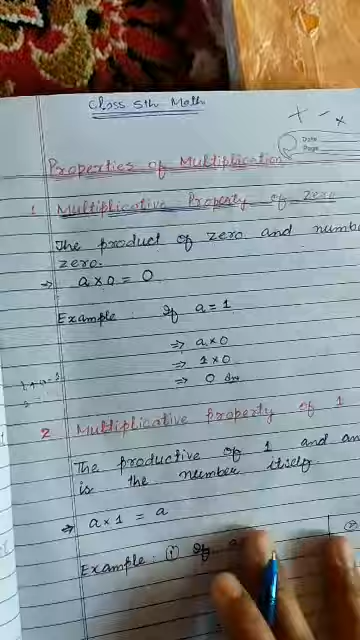 Class 5th Math
+ - ×
Date
Page
Properties of Multiplication
1 Multiplicative Property of zero
The product of zero and numbe
zero.
⇒ a × 0 = 0
Example : If a = 1
⇒ a × 0
⇒ 1 × 0
⇒ 0 Ans
2 Multiplicative property of 1
The productive of 1 and an
is the number itself
⇒ a × 1 = a
Example : (i) If a